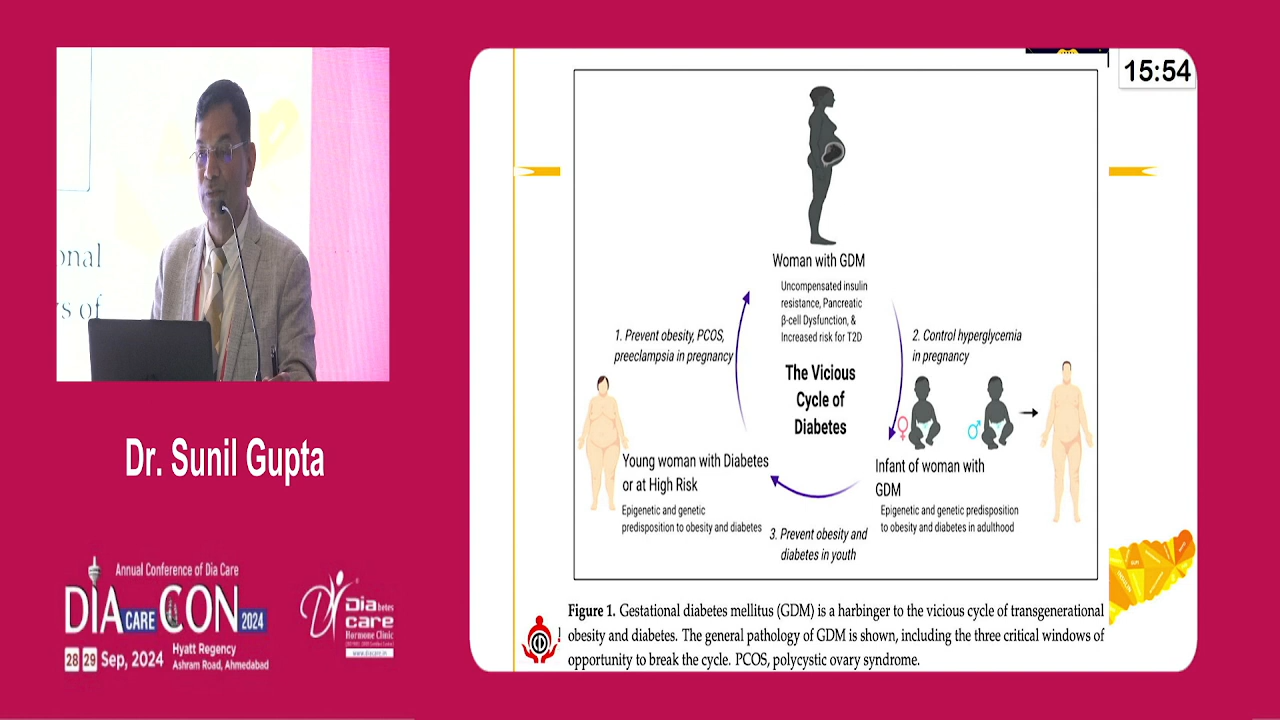 onal
s of
Dr. Sunil Gupta
Annual Conference of Dia Care
DIA CARE CON 2024
28 29 Sep, 2024
Hyatt Regency
Ashram Road, Ahmedabad
Diabetes
care
Hormone Clinic
www.diacare.in
15:54
Woman with GDM
Uncompensated insulin
resistance, Pancreatic
β-cell Dysfunction, &
Increased risk for T2D
1. Prevent obesity, PCOS,
preeclampsia in pregnancy
2. Control hyperglycemia
in pregnancy
The Vicious
Cycle of
Diabetes
Young woman with Diabetes
or at High Risk
Epigenetic and genetic
predisposition to obesity and diabetes
Infant of woman with
GDM
Epigenetic and genetic predisposition
to obesity and diabetes in adulthood
3. Prevent obesity and
diabetes in youth
Figure 1. Gestational diabetes mellitus (GDM) is a harbinger to the vicious cycle of transgenerational
obesity and diabetes. The general pathology of GDM is shown, including the three critical windows of
opportunity to break the cycle. PCOS, polycystic ovary syndrome.